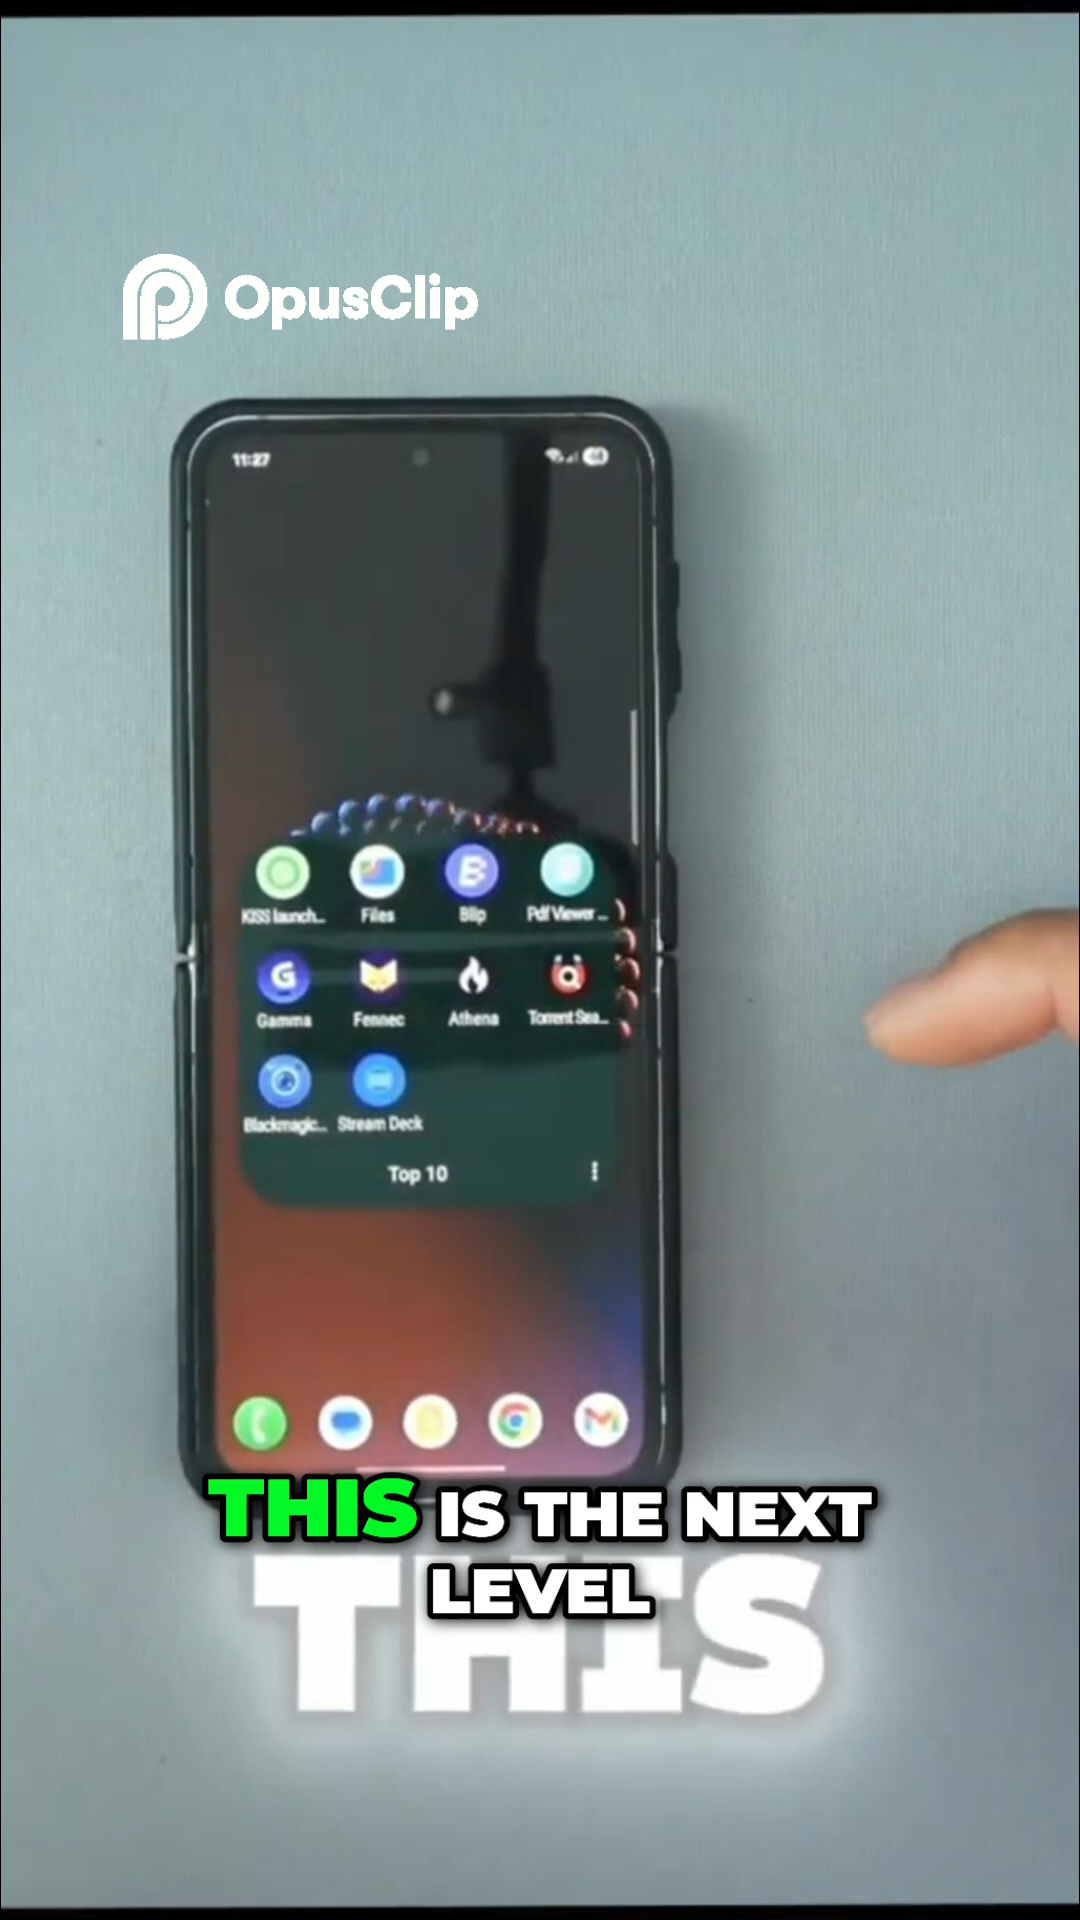 OpusClip
11:27
KISS launch... Files Blip Pdf Viewer ...
Gamma Fennec Athena Torrent Sea...
Blackmagic... Stream Deck
Top 10
THIS IS THE NEXT
LEVEL
THIS